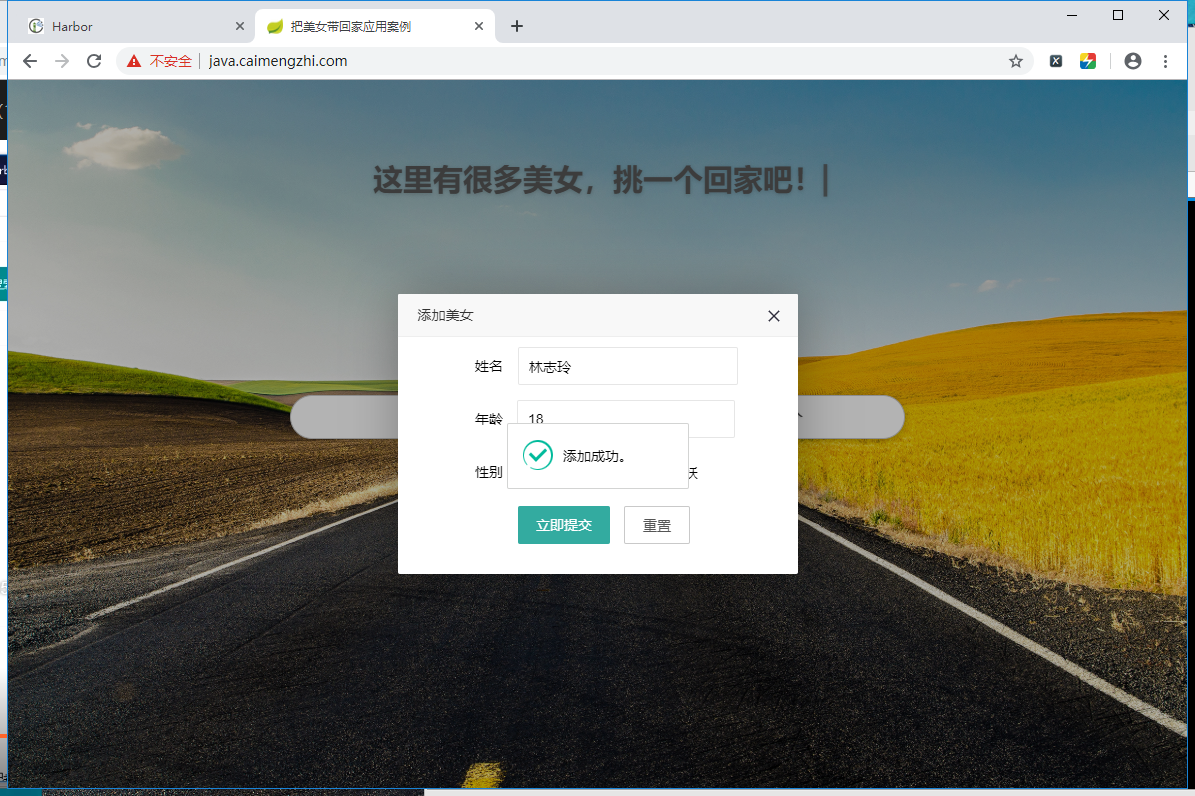 Harbor
把美女带回家应用案例
不安全
java.caimengzhi.com
这里有很多美女，挑一个回家吧！|
添加美女
姓名
林志玲
年龄
18
添加成功。
性别
妖
立即提交
重置